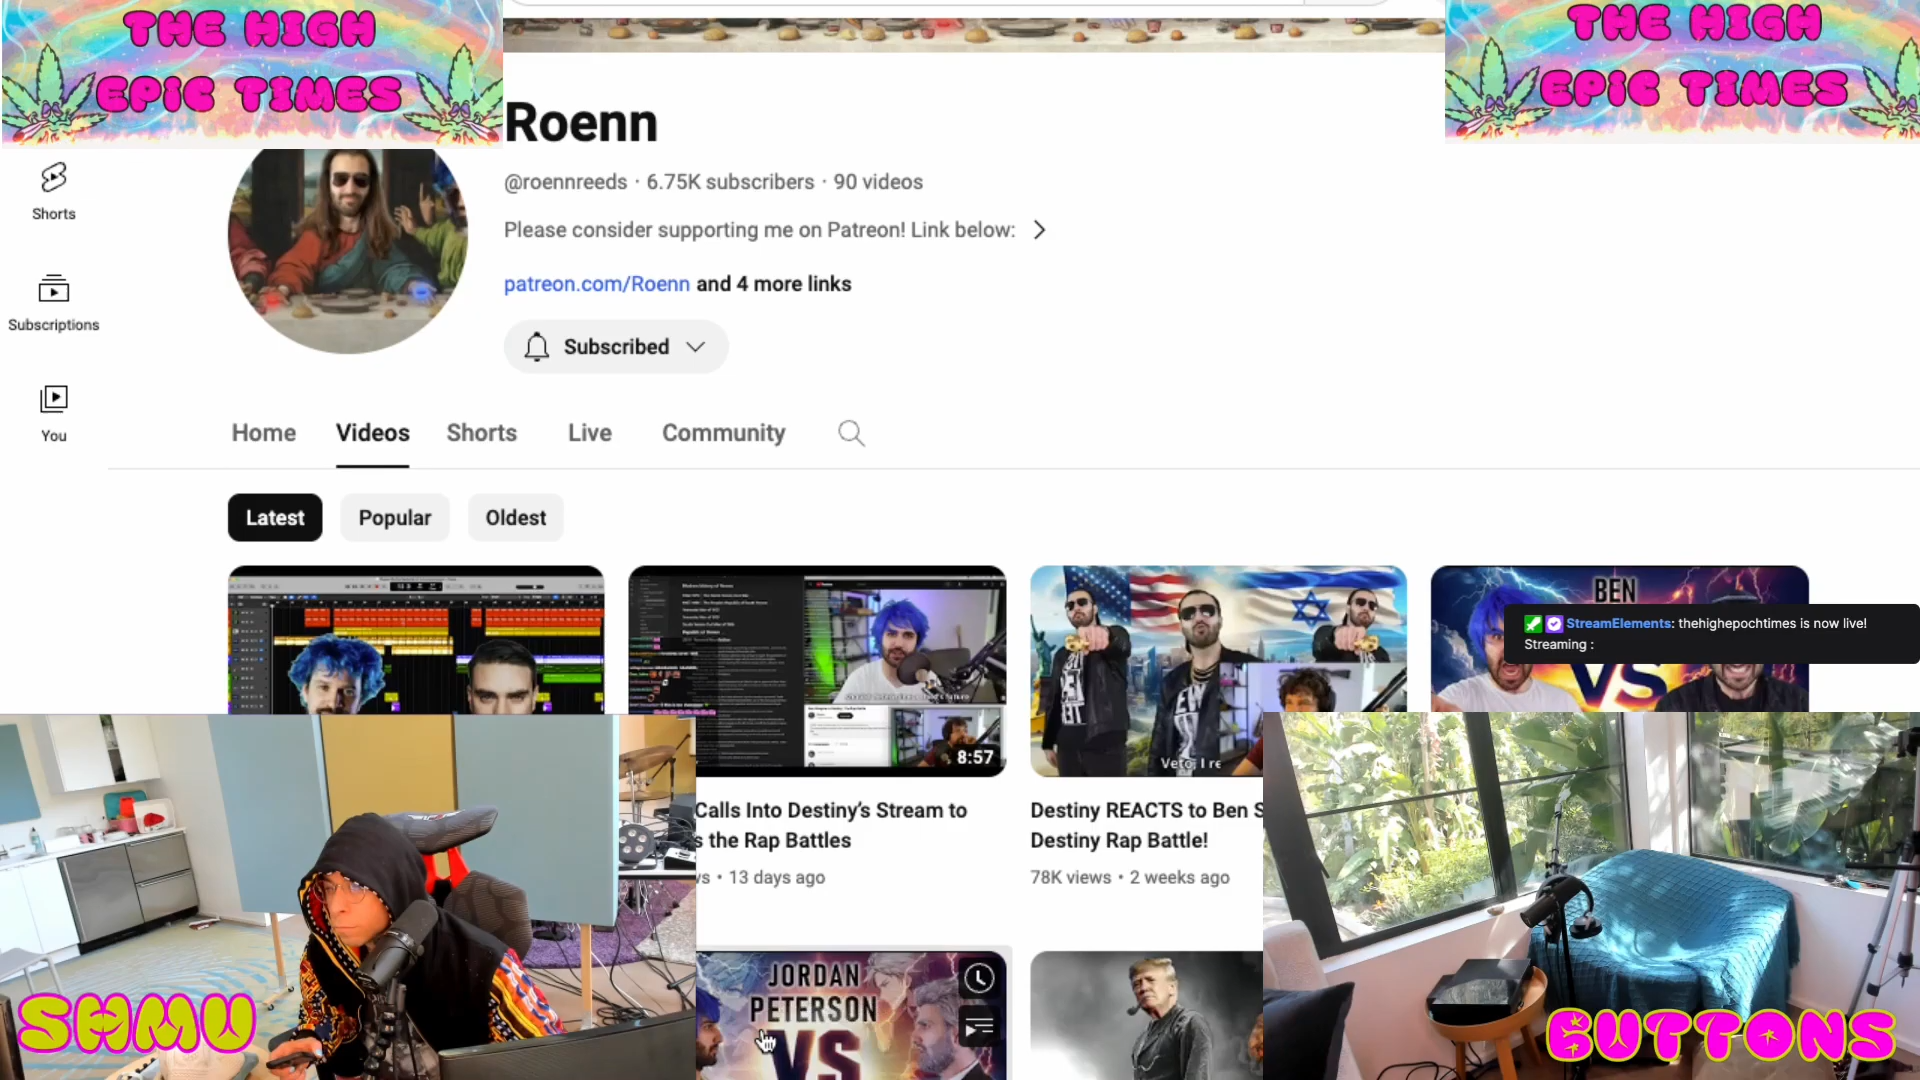 THE HIGH
EPIC TIMES
THE HIGH
EPIC TIMES
Roenn
@roennreeds · 6.75K subscribers · 90 videos
Please consider supporting me on Patreon! Link below:
patreon.com/Roenn and 4 more links
Subscribed
Shorts
Subscriptions
You
Home
Videos
Shorts
Live
Community
Latest
Popular
Oldest
BEN
VS
StreamElements: thehighepochtimes is now live!
Streaming :
8:57
Veto, I re
Calls Into Destiny's Stream to
s the Rap Battles
13 days ago
Destiny REACTS to Ben S
Destiny Rap Battle!
78K views • 2 weeks ago
JORDAN
PETERSON
VS
SHMU
BUTTONS